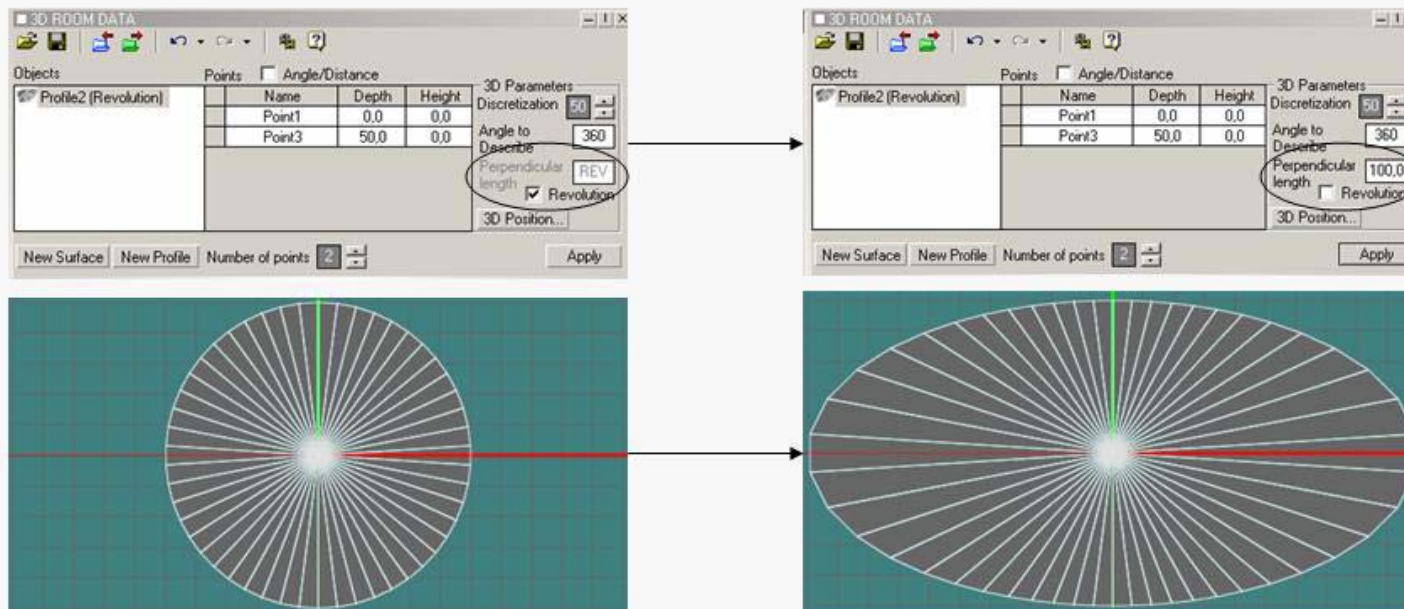 3D ROOM DATA
Objects
Points Angle/Distance
3D Parameters
Profile2 (Revolution)
Name Depth Height
Discretization 50
Point1 0,0 0,0
Point3 50,0 0,0
Angle to
Describe 360
Perpendicular
length REV
Revolution
3D Position...
New Surface New Profile Number of points 2 Apply
3D ROOM DATA
Objects
Points Angle/Distance
3D Parameters
Profile2 (Revolution)
Name Depth Height
Discretization 50
Point1 0,0 0,0
Point3 50,0 0,0
Angle to
Describe 360
Perpendicular
length 100,0
Revolution
3D Position...
New Surface New Profile Number of points 2 Apply